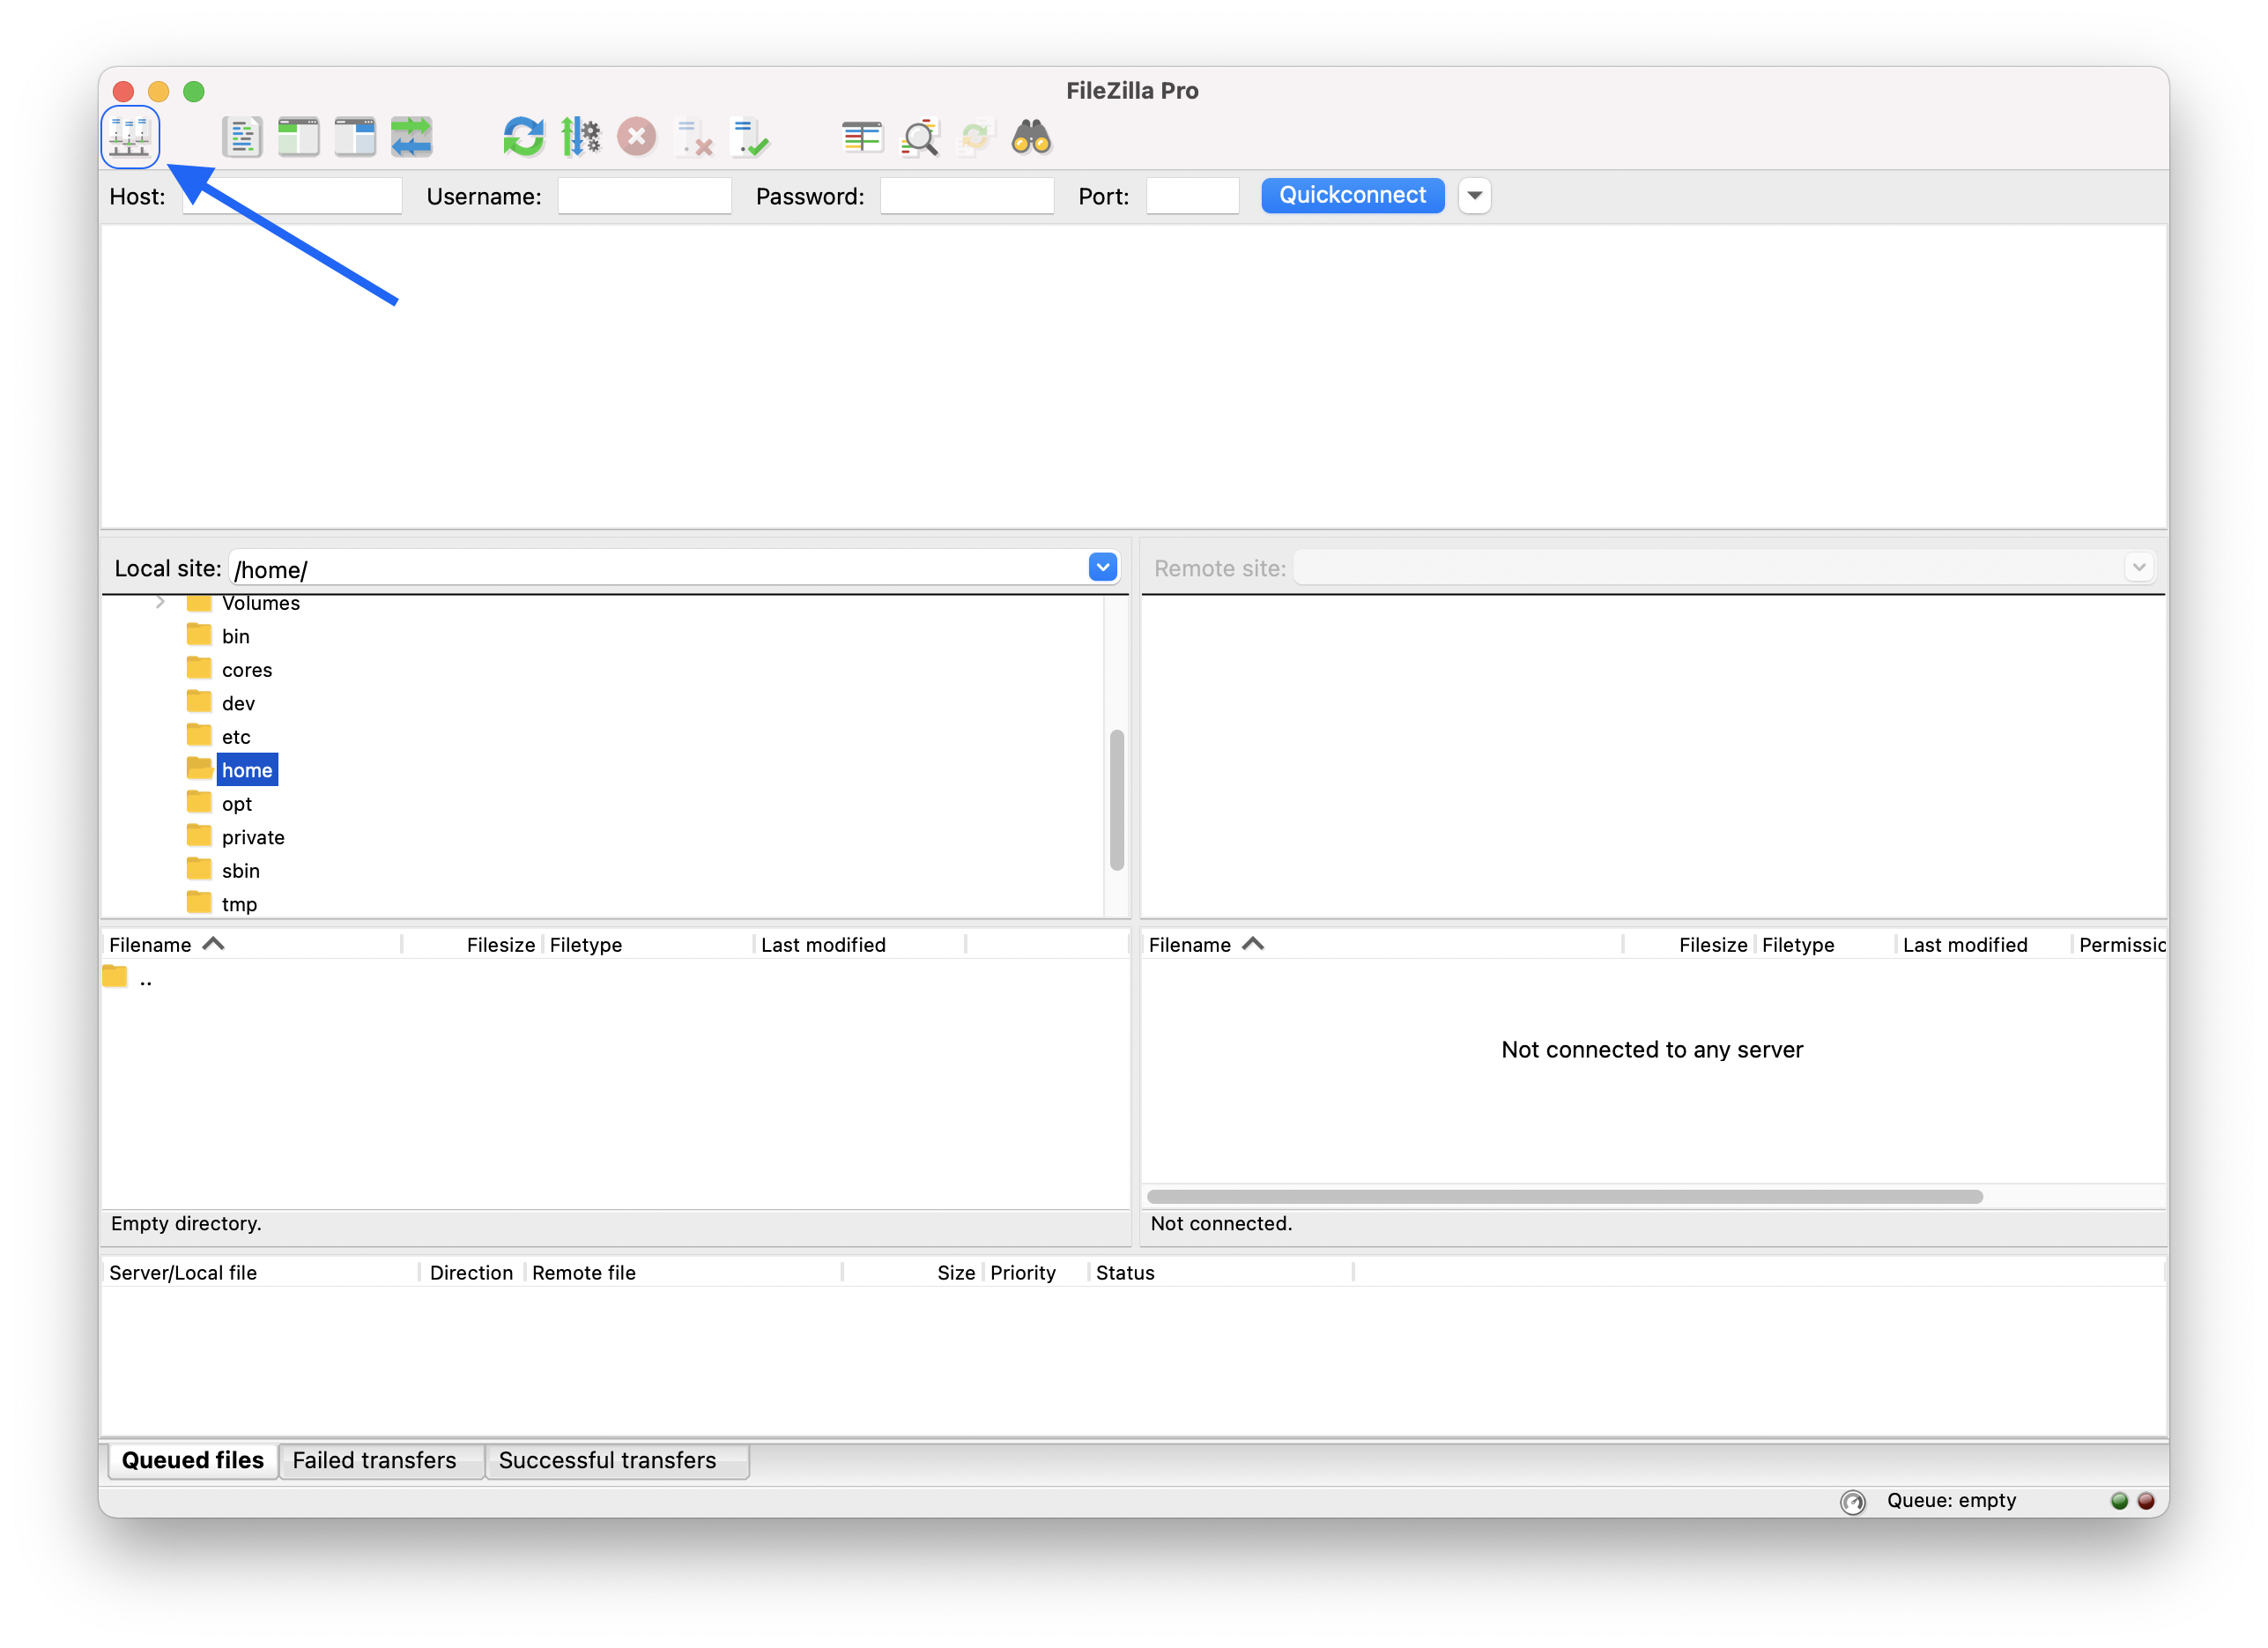 FileZilla Pro
Host: Username: Password: Port: Quickconnect
Local site: /home/
Remote site:
Volumes
bin
cores
dev
etc
home
opt
private
sbin
tmp
Filename Filesize Filetype Last modified
..
Empty directory.
Filename Filesize Filetype Last modified Permissic
Not connected to any server
Not connected.
Server/Local file Direction Remote file Size Priority Status
Queued files Failed transfers Successful transfers
Queue: empty